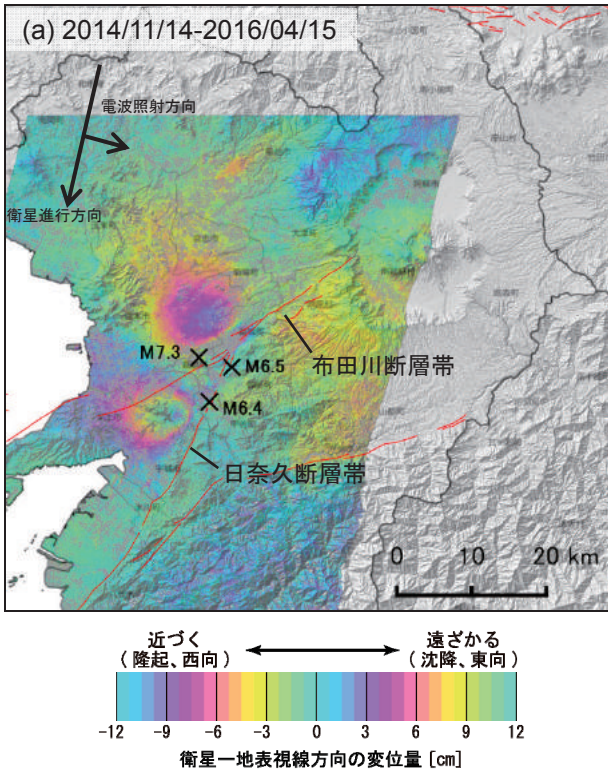 (a) 2014/11/14-2016/04/15
電波照射方向
衛星進行方向
M7.3
M6.5
布田川断層帯
M6.4
日奈久断層帯
0 10 20 km
近づく
(隆起、西向)
遠ざかる
(沈降、東向)
-12 -9 -6 -3 0 3 6 9 12
衛星－地表視線方向の変位量 [cm]